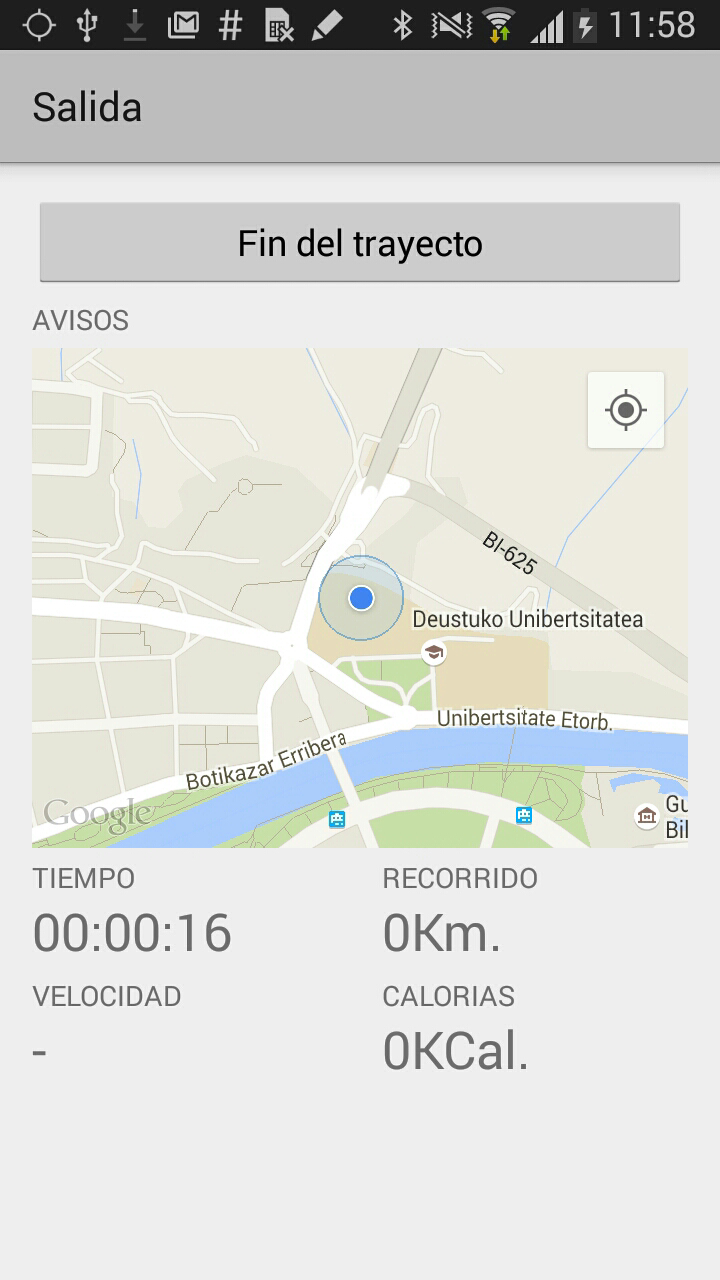 11:58
Salida
Fin del trayecto
AVISOS
BI-625
Deustuko Unibertsitatea
Unibertsitate Etorb.
Botikazar Erribera
Google
Gu
Bil
TIEMPO
RECORRIDO
00:00:16
0Km.
VELOCIDAD
CALORIAS
-
0KCal.